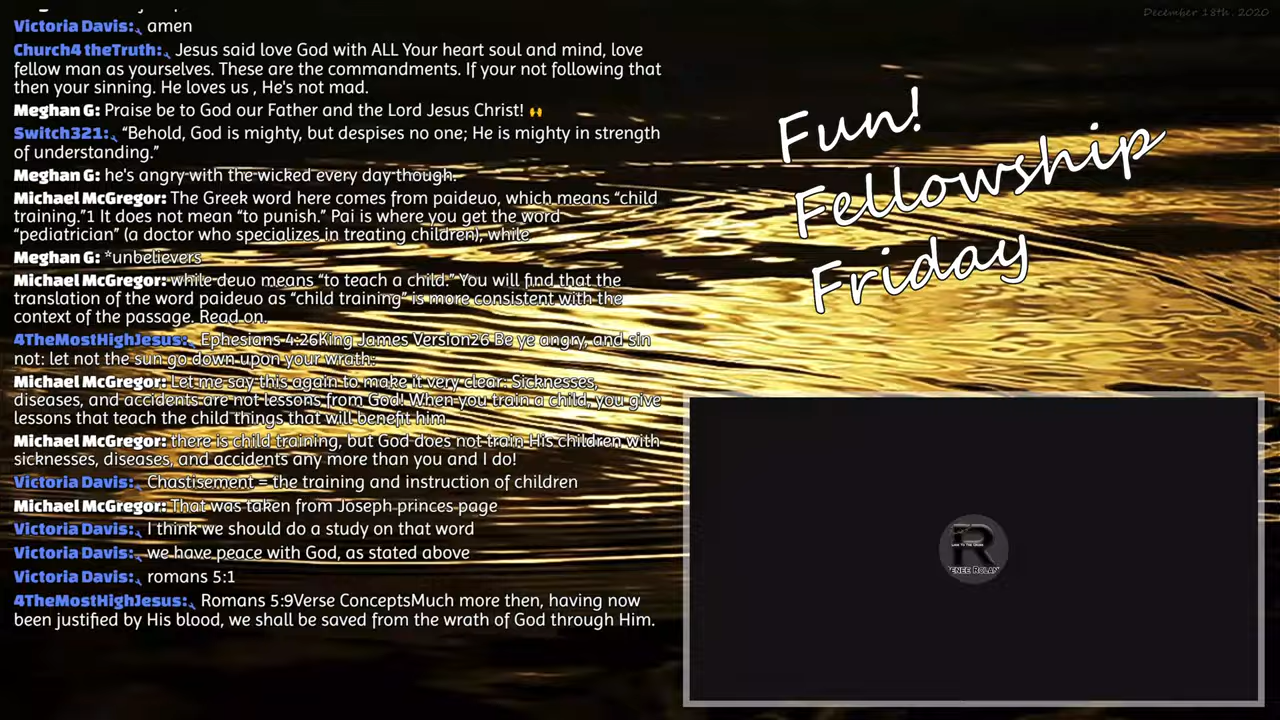 December 18th, 2020
Victoria Davis: amen
Church4 theTruth: Jesus said love God with ALL Your heart soul and mind, love
fellow man as yourselves. These are the commandments. If your not following that
then your sinning. He loves us , He's not mad.
Meghan G: Praise be to God our Father and the Lord Jesus Christ! 🙌
Switch321: “Behold, God is mighty, but despises no one; He is mighty in strength
of understanding.”
Meghan G: he's angry with the wicked every day though.
Michael McGregor: The Greek word here comes from paideuo, which means “child
training.”1 It does not mean “to punish.” Pai is where you get the word
“pediatrician” (a doctor who specializes in treating children), while
Meghan G: *unbelievers
Michael McGregor: while deuo means “to teach a child.” You will find that the
translation of the word paideuo as “child training” is more consistent with the
context of the passage. Read on.
4TheMostHighJesus: Ephesians 4:26King James Version26 Be ye angry, and sin
not: let not the sun go down upon your wrath:
Michael McGregor: Let me say this again to make it very clear: Sicknesses,
diseases, and accidents are not lessons from God! When you train a child, you give
lessons that teach the child things that will benefit him
Michael McGregor: there is child training, but God does not train His children with
sicknesses, diseases, and accidents any more than you and I do!
Victoria Davis: Chastisement = the training and instruction of children
Michael McGregor: That was taken from Joseph princes page
Victoria Davis: I think we should do a study on that word
Victoria Davis: we have peace with God, as stated above
Victoria Davis: romans 5:1
4TheMostHighJesus: Romans 5:9Verse ConceptsMuch more then, having now
been justified by His blood, we shall be saved from the wrath of God through Him.
Fun!
Fellowship
Friday
R